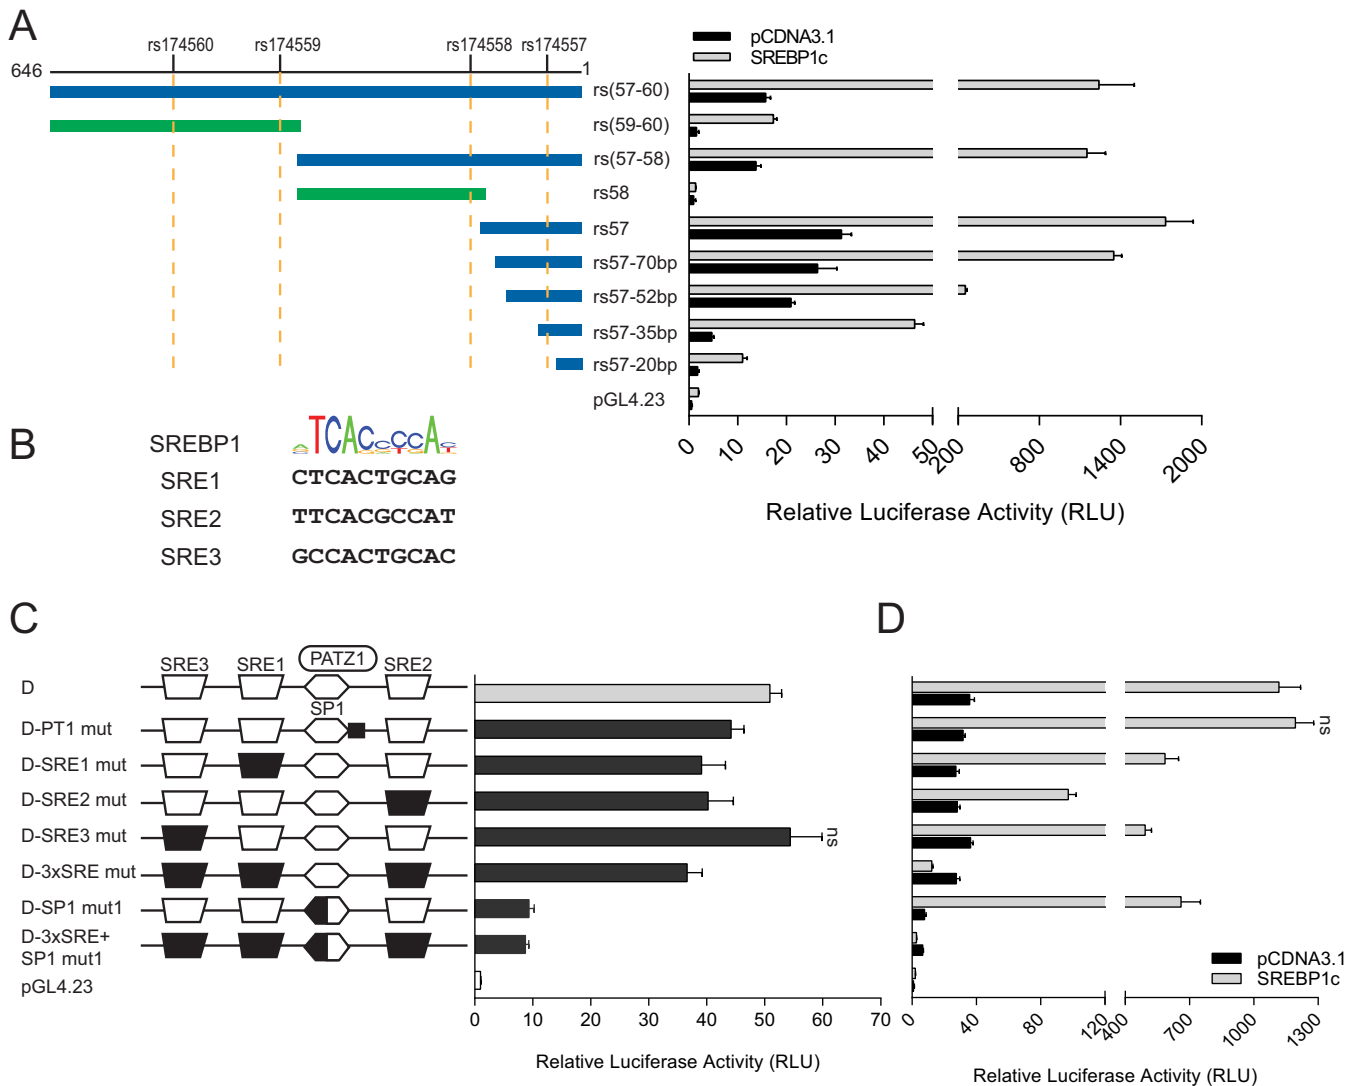 A
rs174560 rs174559 rs174558 rs174557
646 1
pCDNA3.1
SREBP1c
rs(57-60)
rs(59-60)
rs(57-58)
rs58
rs57
rs57-70bp
rs57-52bp
rs57-35bp
rs57-20bp
pGL4.23
0 10 20 30 40 50 200 800 1400 2000
Relative Luciferase Activity (RLU)
B
SREBP1 TCACCCCAC
SRE1 CTCACTGCAG
SRE2 TTCACGCCAT
SRE3 GCCACTGCAC
C
SRE3 SRE1 PATZ1 SRE2
D
SP1
D-PT1 mut
D-SRE1 mut
D-SRE2 mut
D-SRE3 mut
ns
D-3xSRE mut
D-SP1 mut1
D-3xSRE+
SP1 mut1
pGL4.23
0 10 20 30 40 50 60 70
Relative Luciferase Activity (RLU)
D
ns
pCDNA3.1
SREBP1c
0 40 80 120 400 700 1000 1300
Relative Luciferase Activity (RLU)